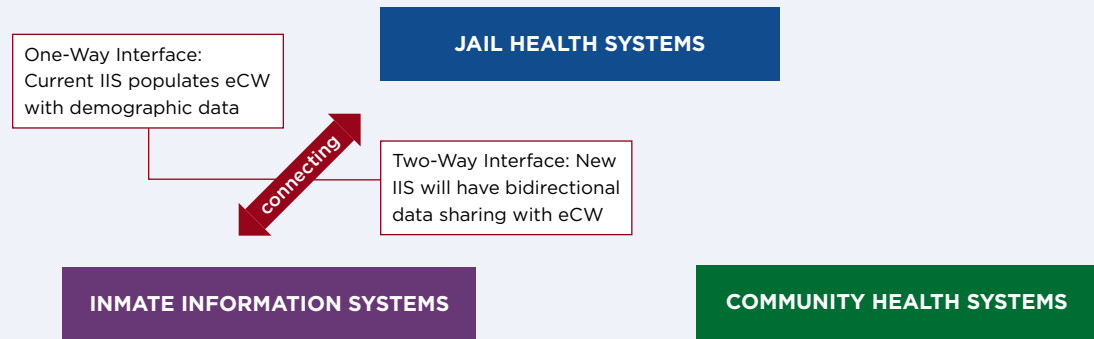 JAIL HEALTH SYSTEMS
One-Way Interface:
Current IIS populates eCW
with demographic data
connecting
Two-Way Interface: New
IIS will have bidirectional
data sharing with eCW
INMATE INFORMATION SYSTEMS
COMMUNITY HEALTH SYSTEMS